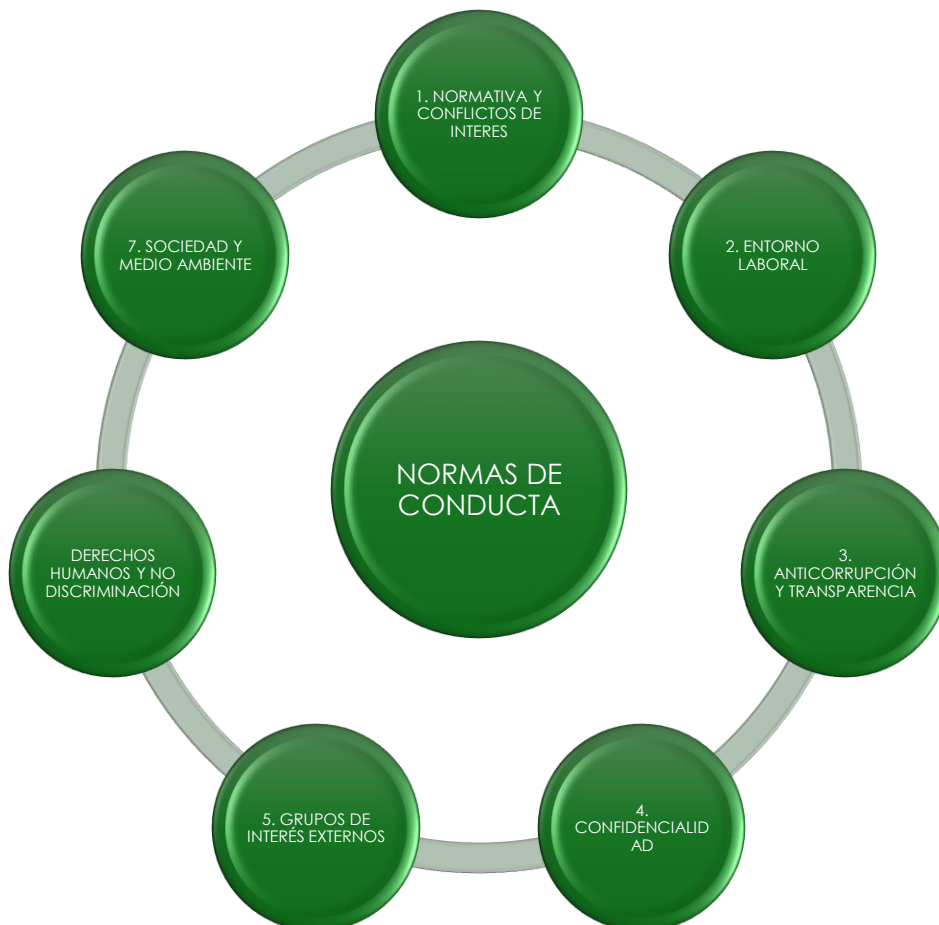 1. NORMATIVA Y
CONFLICTOS DE
INTERES
2. ENTORNO
LABORAL
3.
ANTICORRUPCIÓN
Y TRANSPARENCIA
4.
CONFIDENCIALID
AD
5. GRUPOS DE
INTERÉS EXTERNOS
DERECHOS
HUMANOS Y NO
DISCRIMINACIÓN
7. SOCIEDAD Y
MEDIO AMBIENTE
NORMAS DE
CONDUCTA